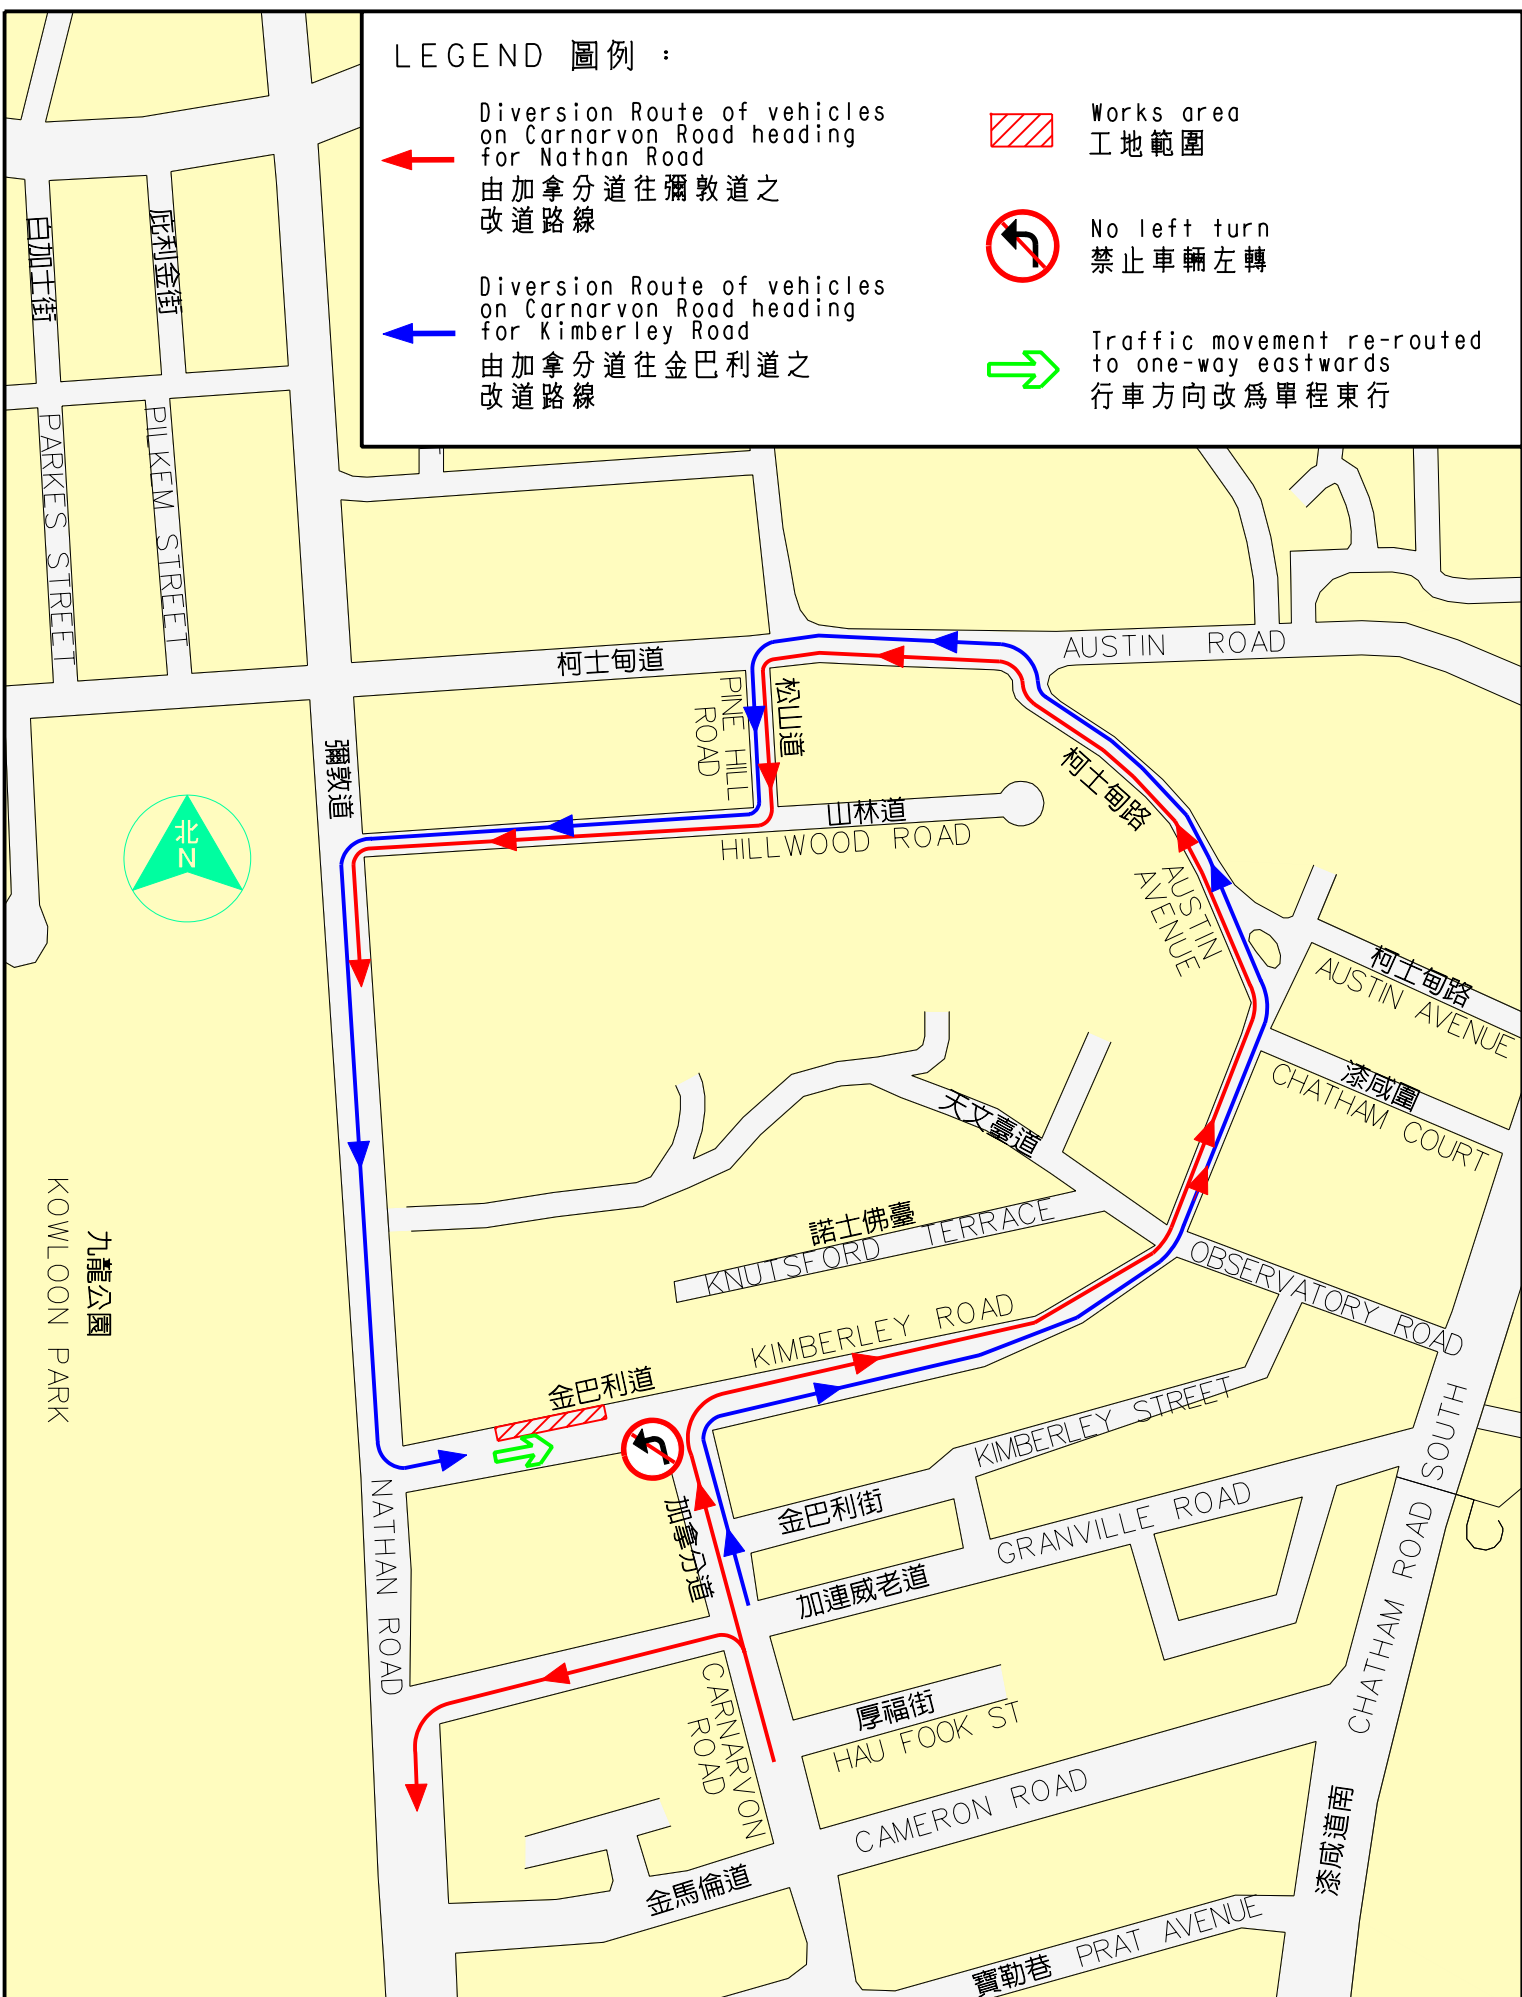 LEGEND 圖例 :
Diversion Route of vehicles
on Carnarvon Road heading
for Nathan Road
由加拿分道往彌敦道之
改道路線
Diversion Route of vehicles
on Carnarvon Road heading
for Kimberley Road
由加拿分道往金巴利道之
改道路線
Works area
工地範圍
No left turn
禁止車輛左轉
Traffic movement re-routed
to one-way eastwards
行車方向改為單程東行
白加士街
庇利金街
PARKES STREET
PILKEM STREET
柯士甸道
AUSTIN ROAD
松山道
PINE HILL
ROAD
彌敦道
山林道
HILLWOOD ROAD
北
N
柯士甸路
AUSTIN
AVENUE
柯士甸路
AUSTIN AVENUE
漆咸圍
CHATHAM COURT
天文臺道
諾士佛臺
KNUTSFORD TERRACE
OBSERVATORY ROAD
九龍公園
KOWLOON PARK
KIMBERLEY ROAD
金巴利道
KIMBERLEY STREET
金巴利街
GRANVILLE ROAD
加連威老道
加拿分道
NATHAN ROAD
CHATHAM ROAD SOUTH
CARNARVON
ROAD
厚福街
HAU FOOK ST
CAMERON ROAD
金馬倫道
漆咸道南
寶勒巷 PRAT AVENUE